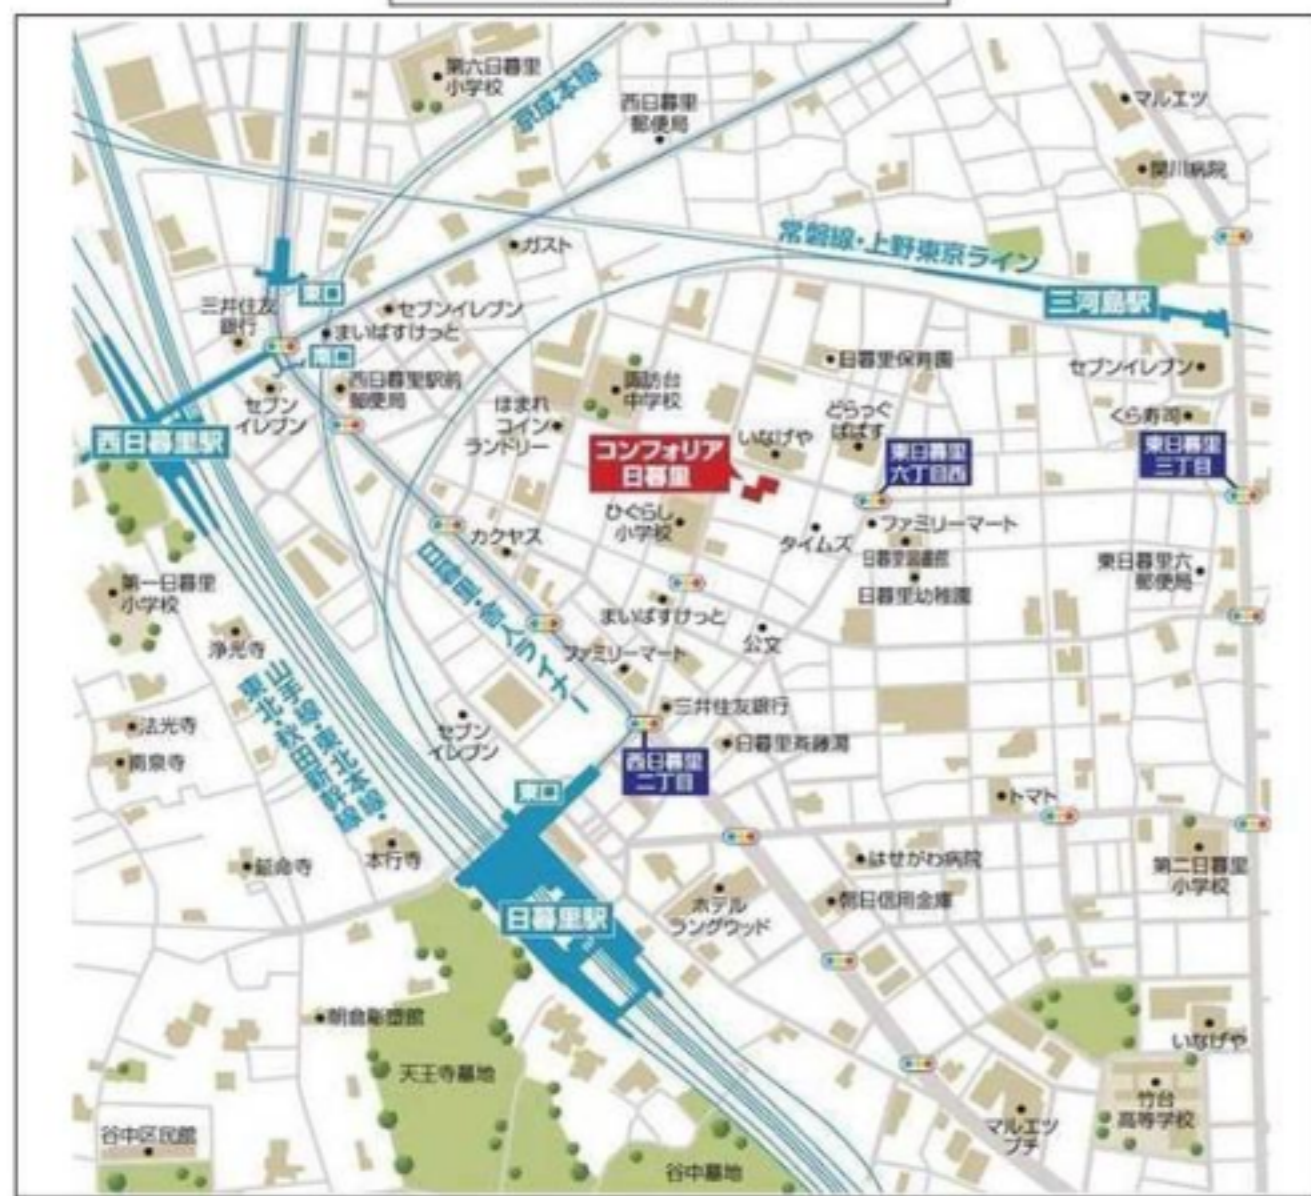 第六日暮里
小学校
京成本線
西日暮里
郵便局
マルエツ
関川病院
ガスト
常磐線・上野東京ライン
三河島駅
東口
三井住友
銀行
セブンイレブン
まいばすけっと
南口
西日暮里駅前
郵便局
セブン
イレブン
西日暮里駅
ほまれ
コイン
ランドリー
諏訪台
中学校
日暮里保育園
セブンイレブン
くら寿司
いなげや
どらっぐ
ぱぱす
コンフォリア
日暮里
東日暮里
六丁目西
東日暮里
三丁目
ひぐらし
小学校
カクヤス
タイムズ
ファミリーマート
日暮里図書館
日暮里幼稚園
東日暮里六
郵便局
第一日暮里
小学校
浄光寺
日暮里・舎人ライナー
まいばすけっと
公文
ファミリーマート
三井住友銀行
日暮里斉藤湯
西日暮里
二丁目
法光寺
南泉寺
山手線・東北本線・
東北・秋田新幹線
セブン
イレブン
東口
トマト
延命寺
本行寺
はせがわ病院
第二日暮里
小学校
ホテル
ラングウッド
朝日信用金庫
日暮里駅
朝倉彫塑館
天王寺墓地
いなげや
竹台
高等学校
マルエツ
プチ
谷中区民館
谷中墓地